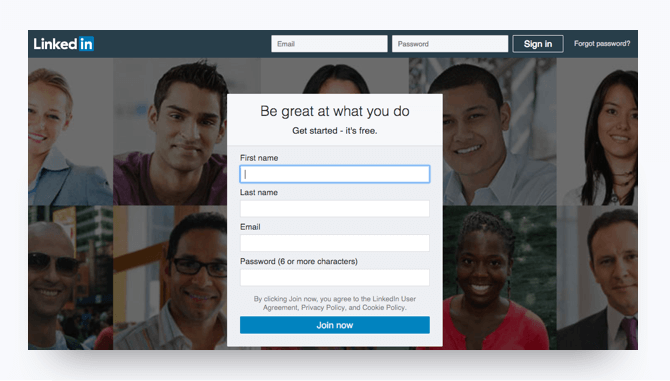 Linked in
Email
Password
Sign in
Forgot password?
Be great at what you do
Get started - it's free.
First name
Last name
Email
Password (6 or more characters)
By clicking Join now, you agree to the LinkedIn User
Agreement, Privacy Policy, and Cookie Policy.
Join now